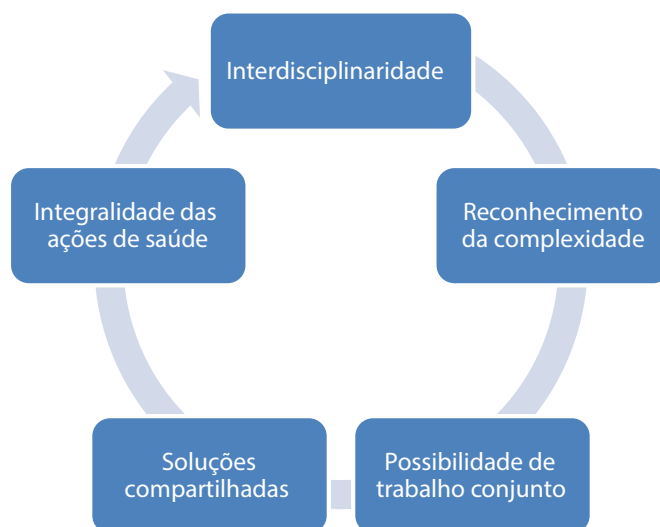 Interdisciplinaridade
Reconhecimento
da complexidade
Possibilidade de
trabalho conjunto
Soluções
compartilhadas
Integralidade das
ações de saúde